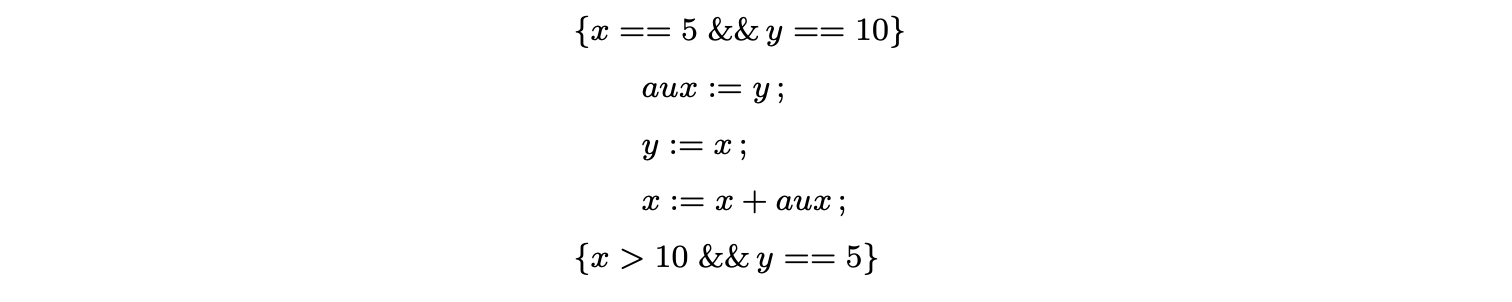 {x == 5 && y == 10}
aux := y ;
y := x ;
x := x + aux ;
{x > 10 && y == 5}